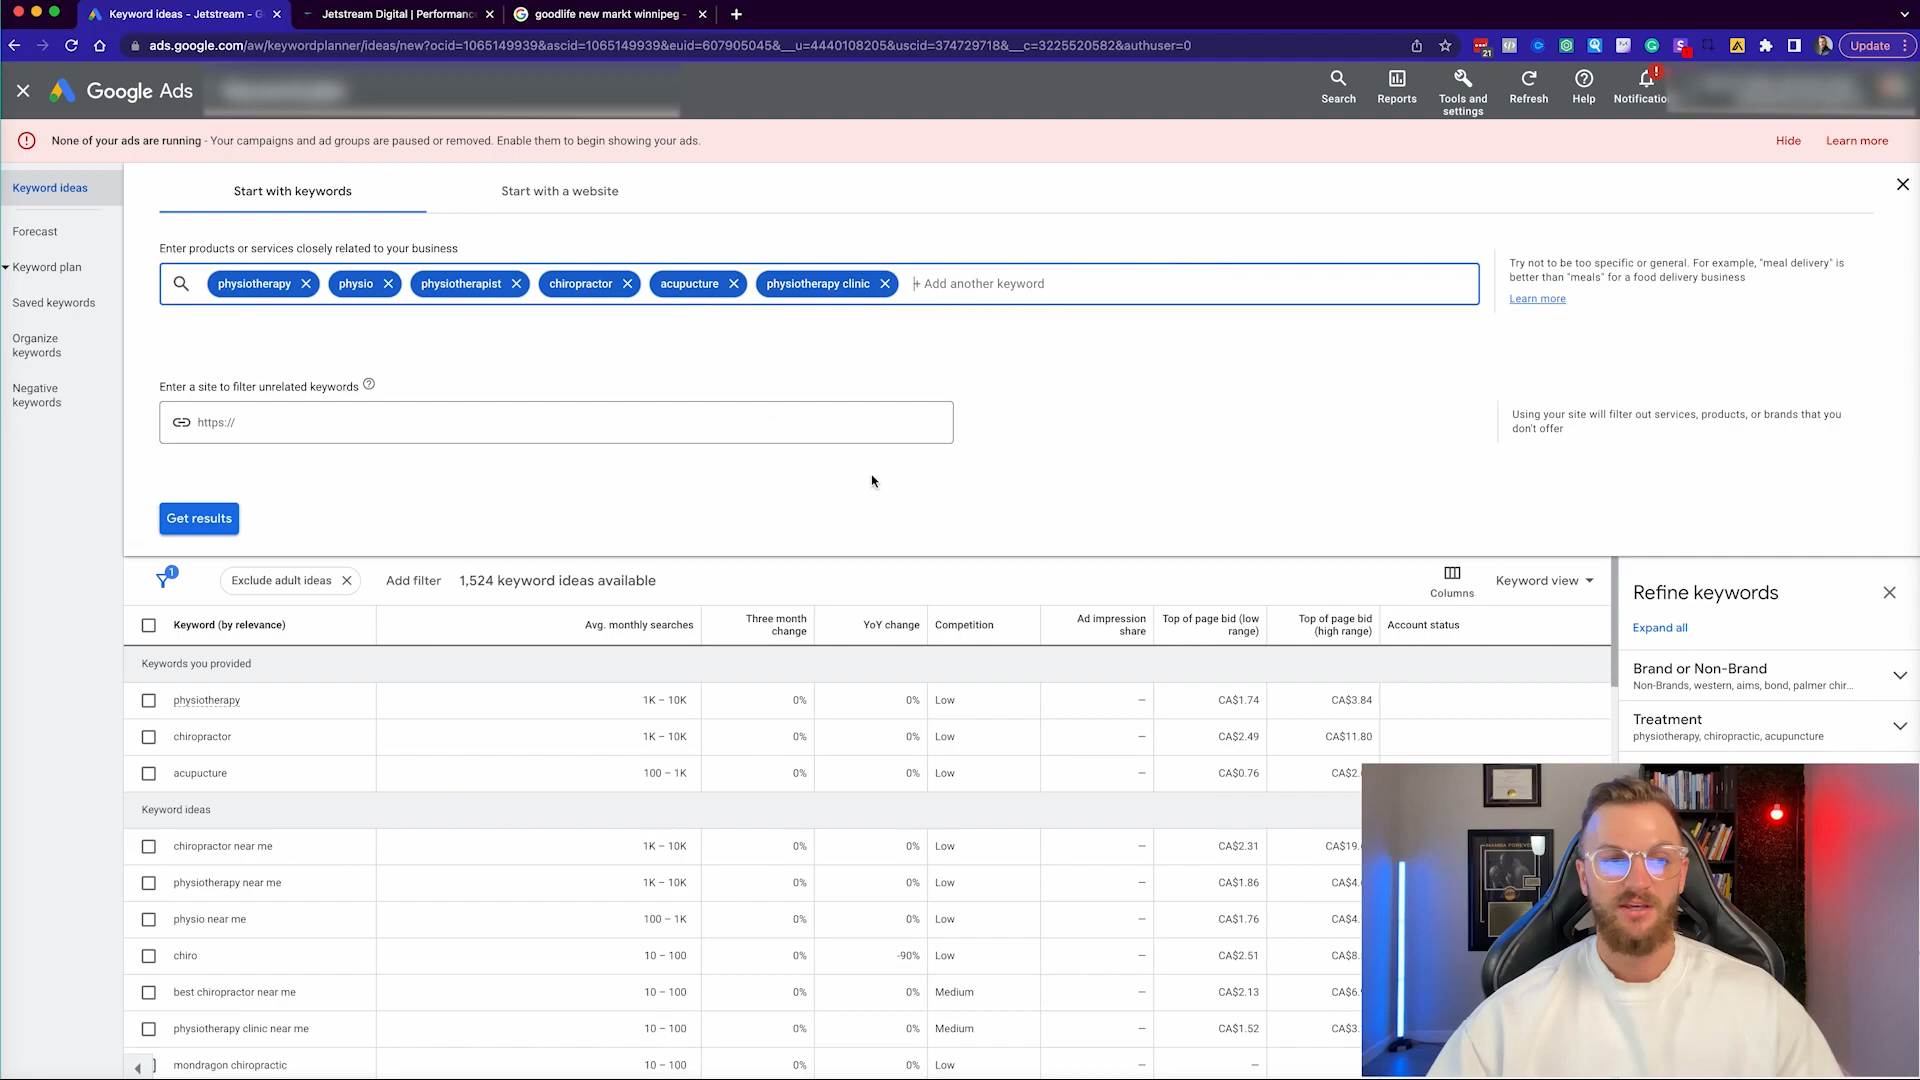 Keyword ideas - Jetstream - G
Jetstream Digital | Performanc
goodlife new markt winnipeg -
ads.google.com/aw/keywordplanner/ideas/new?ocid=1065149939&ascid=1065149939&euid=607905045&__u=4440108205&uscid=374729718&__c=3225520582&authuser=0
21
Update
Google Ads
Search
Reports
Tools and
settings
Refresh
Help
Notificatio
None of your ads are running - Your campaigns and ad groups are paused or removed. Enable them to begin showing your ads.
Hide
Learn more
Keyword ideas
Forecast
Keyword plan
Saved keywords
Organize
keywords
Negative
keywords
Start with keywords
Start with a website
Enter products or services closely related to your business
physiotherapy
physio
physiotherapist
chiropractor
acupucture
physiotherapy clinic
+ Add another keyword
Try not to be too specific or general. For example, "meal delivery" is
better than "meals" for a food delivery business
Learn more
Enter a site to filter unrelated keywords
https://
Using your site will filter out services, products, or brands that you
don't offer
Get results
1
Exclude adult ideas
Add filter
1,524 keyword ideas available
Columns
Keyword view
Keyword (by relevance)
Avg. monthly searches
Three month
change
YoY change
Competition
Ad impression
share
Top of page bid (low
range)
Top of page bid
(high range)
Account status
Keywords you provided
physiotherapy 1K – 10K 0% 0% Low — CA$1.74 CA$3.84
chiropractor 1K – 10K 0% 0% Low — CA$2.49 CA$11.80
acupucture 100 – 1K 0% 0% Low — CA$0.76 CA$2.
Keyword ideas
chiropractor near me 1K – 10K 0% 0% Low — CA$2.31 CA$19.
physiotherapy near me 1K – 10K 0% 0% Low — CA$1.86 CA$4.
physio near me 100 – 1K 0% 0% Low — CA$1.76 CA$4.
chiro 10 – 100 0% -90% Low — CA$2.51 CA$8.
best chiropractor near me 10 – 100 0% 0% Medium — CA$2.13 CA$6.
physiotherapy clinic near me 10 – 100 0% 0% Medium — CA$1.52 CA$3.
mondragon chiropractic 10 – 100 0% 0% Low — —
Refine keywords
Expand all
Brand or Non-Brand
Non-Brands, western, aims, bond, palmer chir...
Treatment
physiotherapy, chiropractic, acupuncture
MAMBA FOREVER